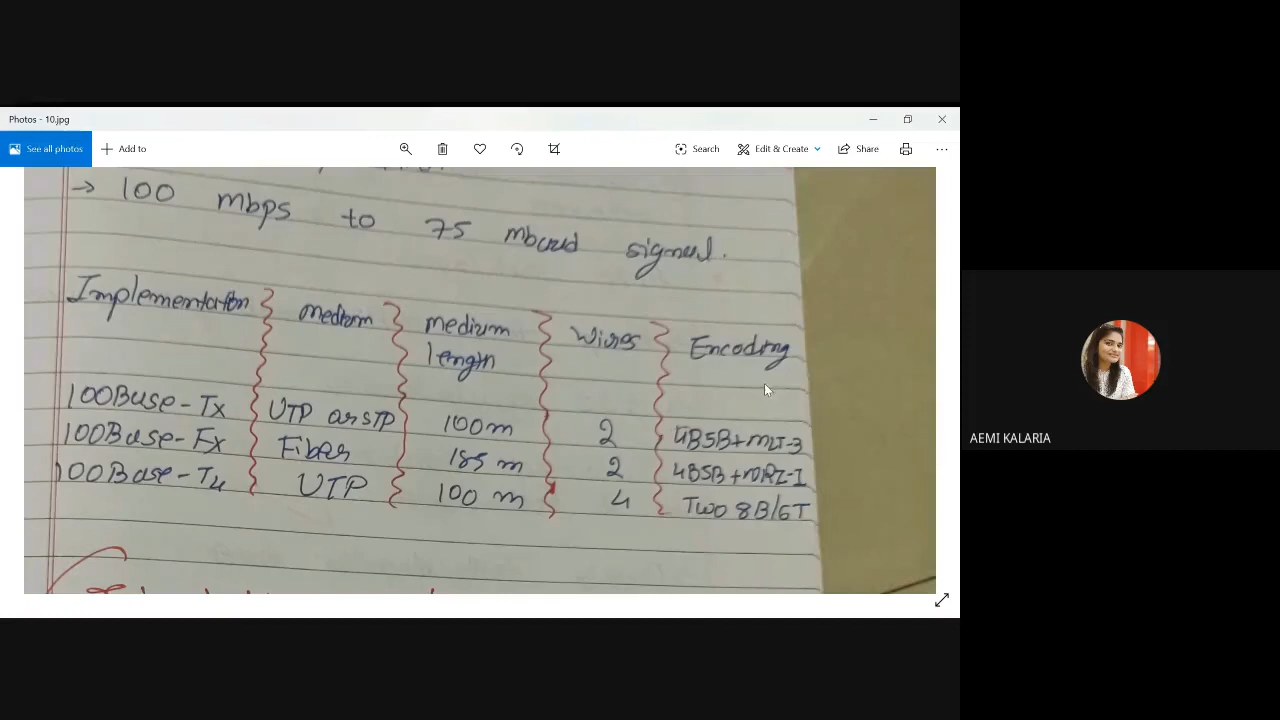 Photos - 10.jpg
See all photos Add to Search Edit & Create Share
→ 100 mbps to 75 mbaud signal.
Implementation medium medium length Wires Encoding
100Base-Tx UTP or STP 100m 2 4B5B+MLT-3
100Base-Fx Fiber 185 m 2 4B5B+NRZ-I
100Base-T4 UTP 100 m 4 Two 8B/6T
AEMI KALARIA